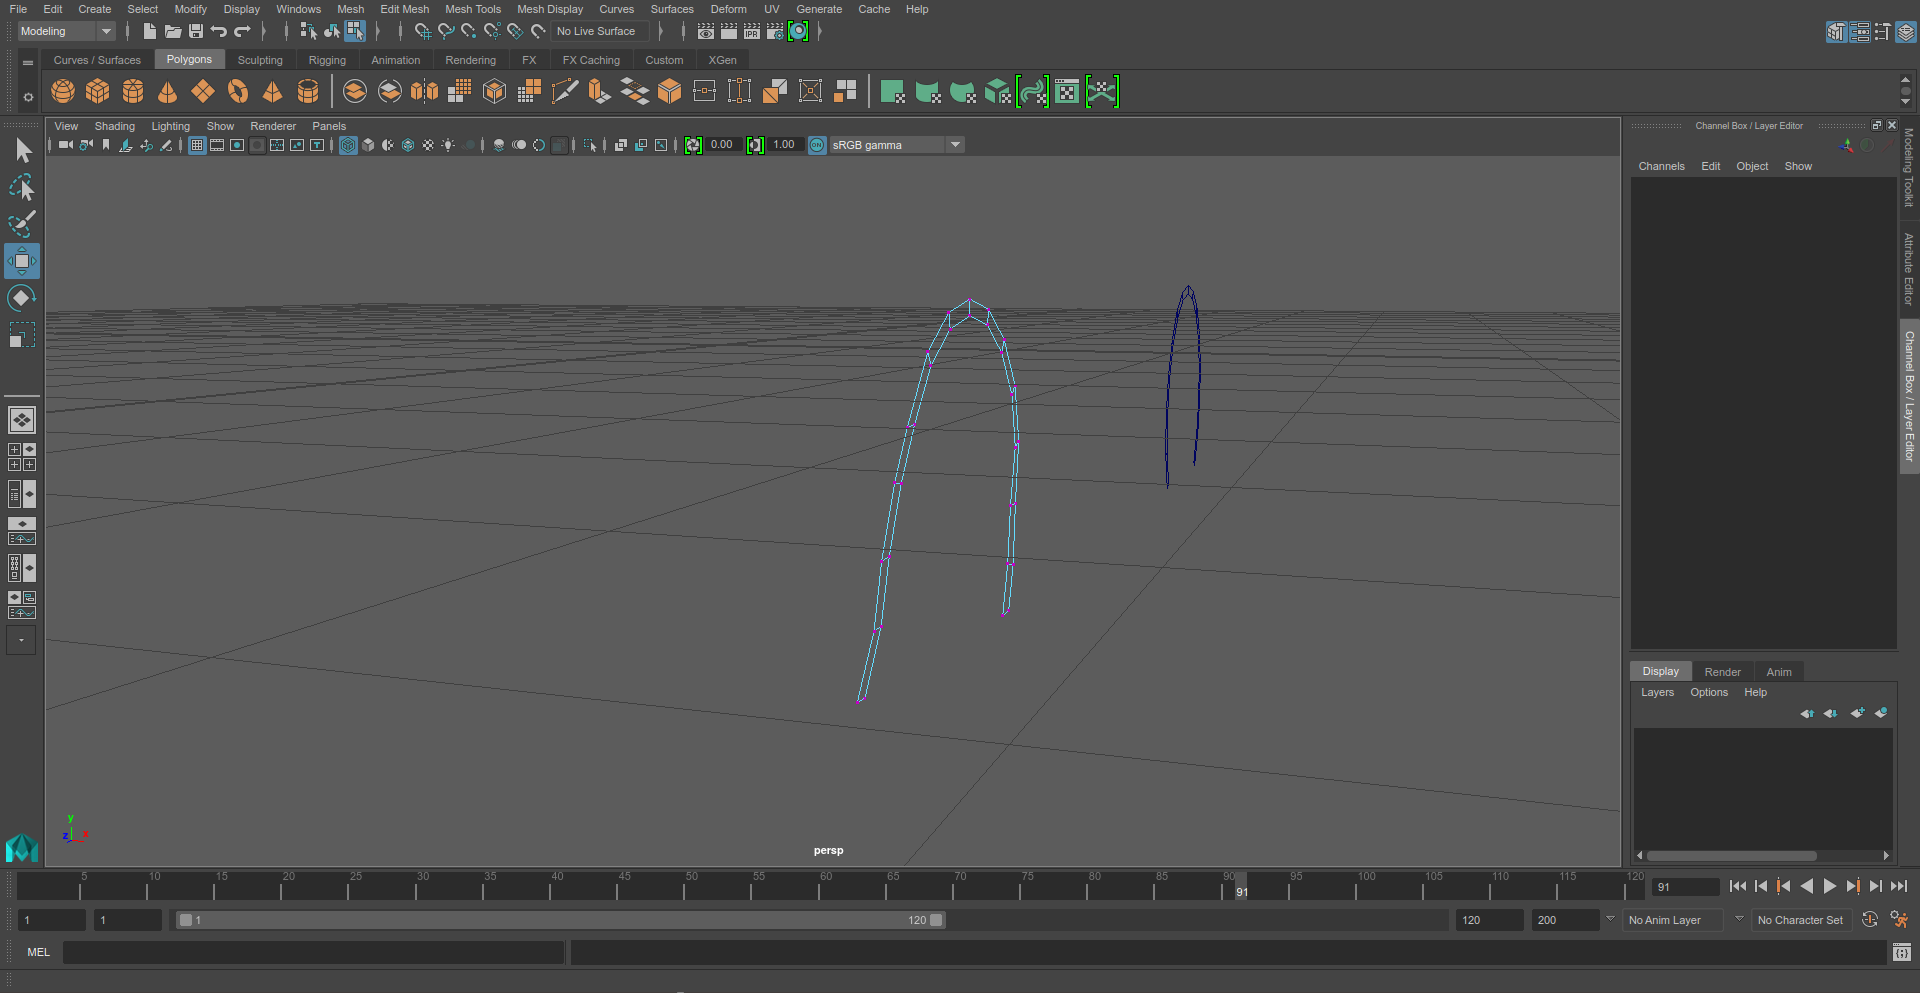 File Edit Create Select Modify Display Windows Mesh Edit Mesh Mesh Tools Mesh Display Curves Surfaces Deform UV Generate Cache Help
Modeling No Live Surface IPR
Curves / Surfaces Polygons Sculpting Rigging Animation Rendering FX FX Caching Custom XGen
View Shading Lighting Show Renderer Panels
0.00 1.00 ON sRGB gamma
Channel Box / Layer Editor
Channels Edit Object Show
Modeling Toolkit
Attribute Editor
Channel Box / Layer Editor
Display Render Anim
Layers Options Help
y
z x
persp
5 10 15 20 25 30 35 40 45 50 55 60 65 70 75 80 85 90 95 100 105 110 115 120
91 91
1 1 1 120 120 200 No Anim Layer No Character Set
MEL